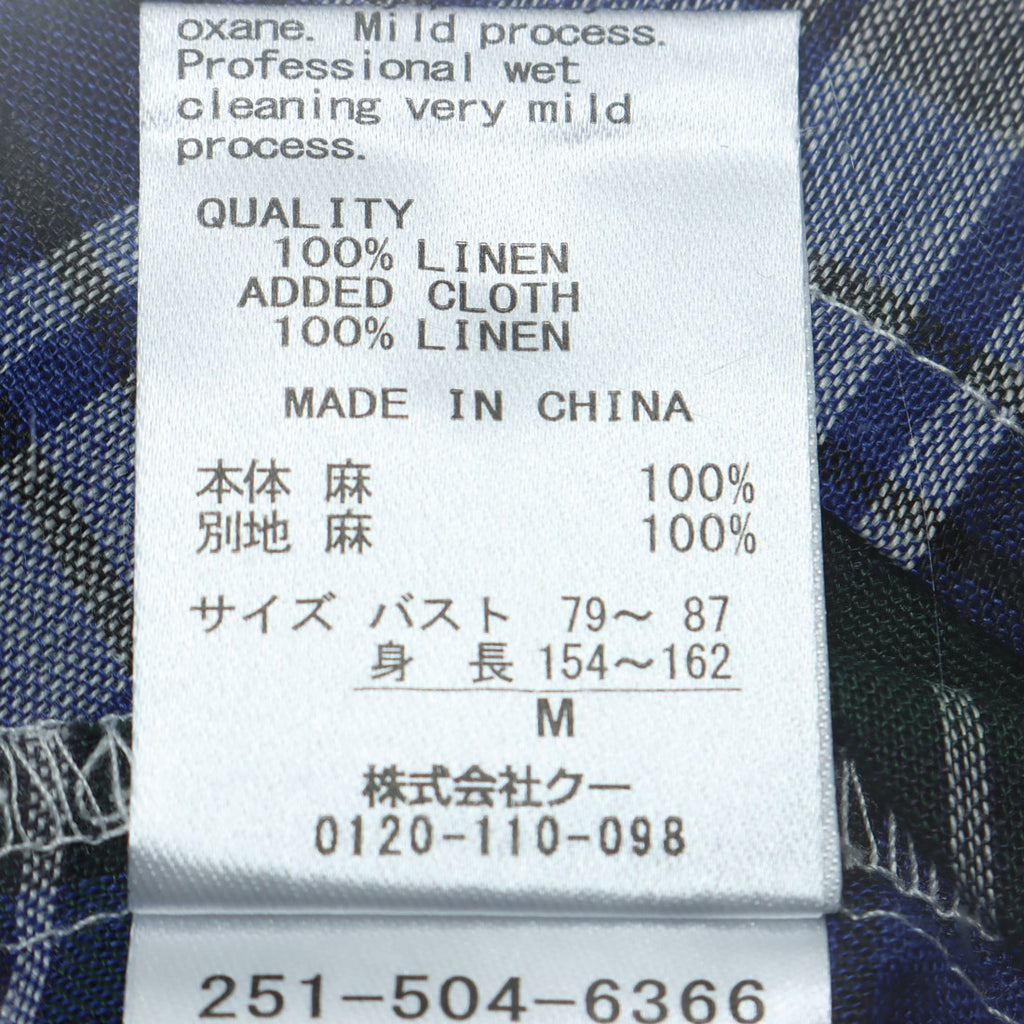 oxane. Mild process.
Professional wet
cleaning very mild
process.
QUALITY
100% LINEN
ADDED CLOTH
100% LINEN
MADE IN CHINA
本体 麻 100%
別地 麻 100%
サイズ バスト 79～ 87
身 長 154～162
M
株式会社クー
0120-110-098
251-504-6366